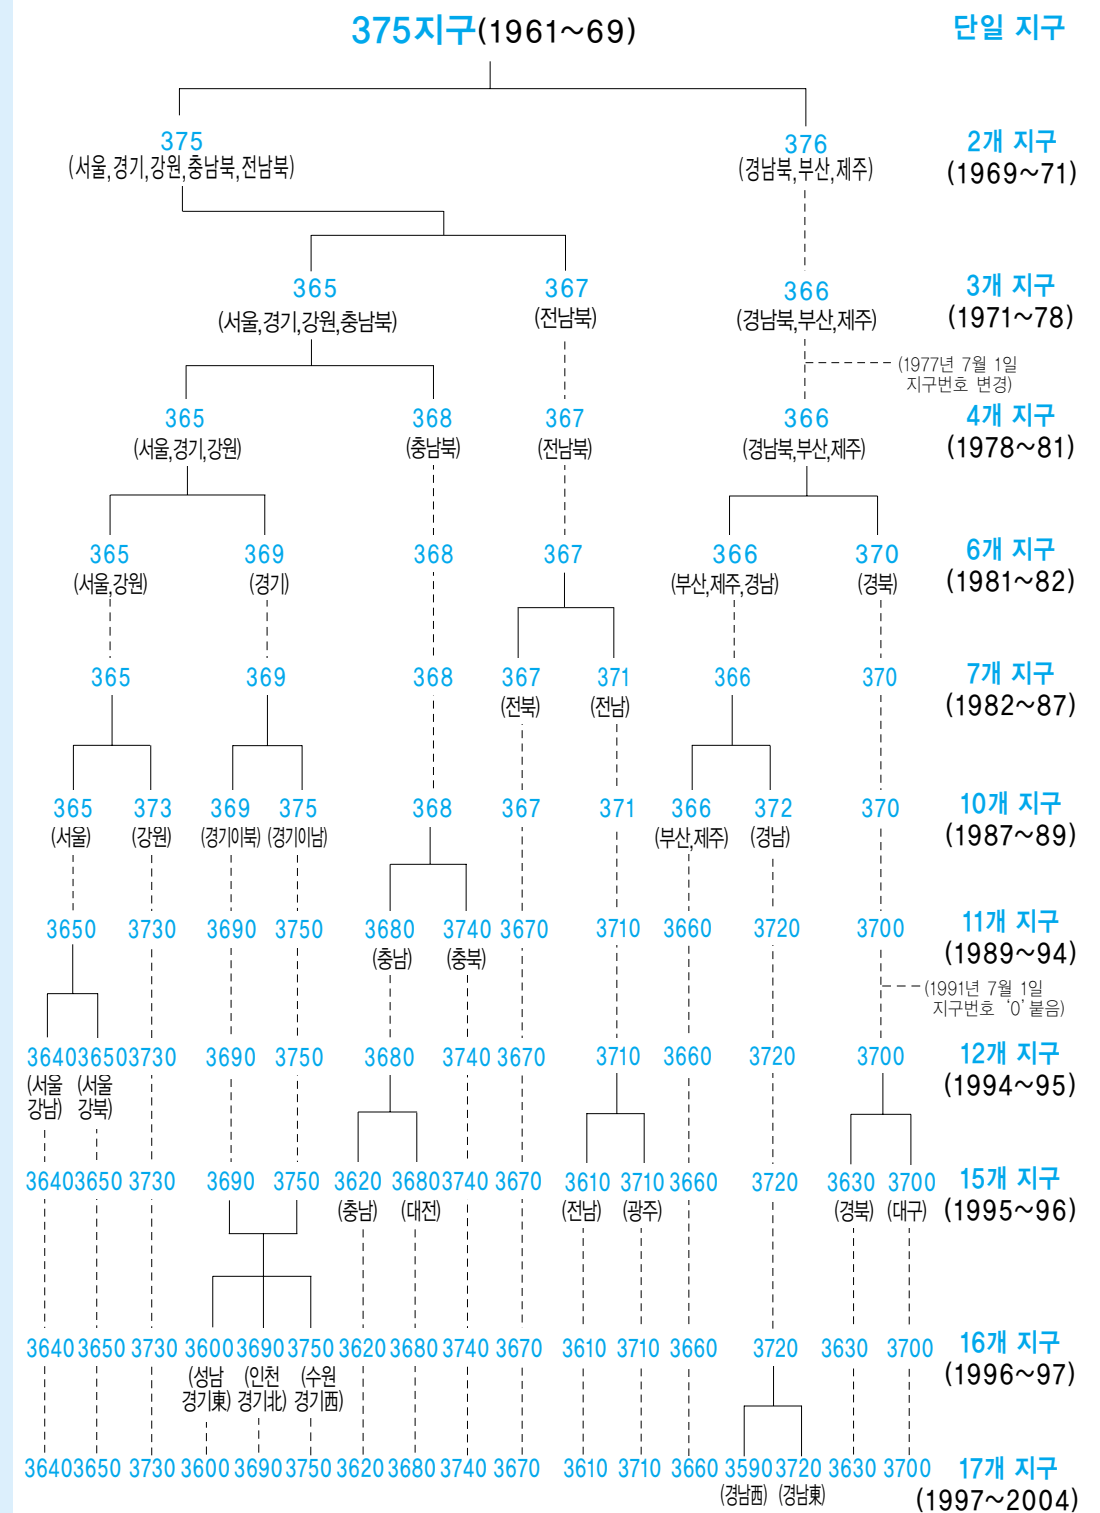 375지구(1961~69) 단일 지구
375 376 2개 지구
(서울,경기,강원,충남북,전남북) (경남북,부산,제주) (1969~71)
365 367 366 3개 지구
(서울,경기,강원,충남북) (전남북) (경남북,부산,제주) (1971~78)
(1977년 7월 1일
지구번호 변경)
365 368 367 366 4개 지구
(서울,경기,강원) (충남북) (전남북) (경남북,부산,제주) (1978~81)
365 369 368 367 366 370 6개 지구
(서울,강원) (경기) (부산,제주,경남) (경북) (1981~82)
365 369 368 367 371 366 370 7개 지구
(전북) (전남) (1982~87)
365 373 369 375 368 367 371 366 372 370 10개 지구
(서울) (강원) (경기이북) (경기이남) (부산,제주) (경남) (1987~89)
3650 3730 3690 3750 3680 3740 3670 3710 3660 3720 3700 11개 지구
(충남) (충북) (1989~94)
(1991년 7월 1일
지구번호 ‘0’ 붙음)
3640 3650 3730 3690 3750 3680 3740 3670 3710 3660 3720 3700 12개 지구
(서울 (서울 (1994~95)
강남) 강북)
3640 3650 3730 3690 3750 3620 3680 3740 3670 3610 3710 3660 3720 3630 3700 15개 지구
(충남) (대전) (전남) (광주) (경북) (대구) (1995~96)
3640 3650 3730 3600 3690 3750 3620 3680 3740 3670 3610 3710 3660 3720 3630 3700 16개 지구
(성남 (인천 (수원 (1996~97)
경기東) 경기北) 경기西)
3640 3650 3730 3600 3690 3750 3620 3680 3740 3670 3610 3710 3660 3590 3720 3630 3700 17개 지구
(경남西) (경남東) (1997~2004)